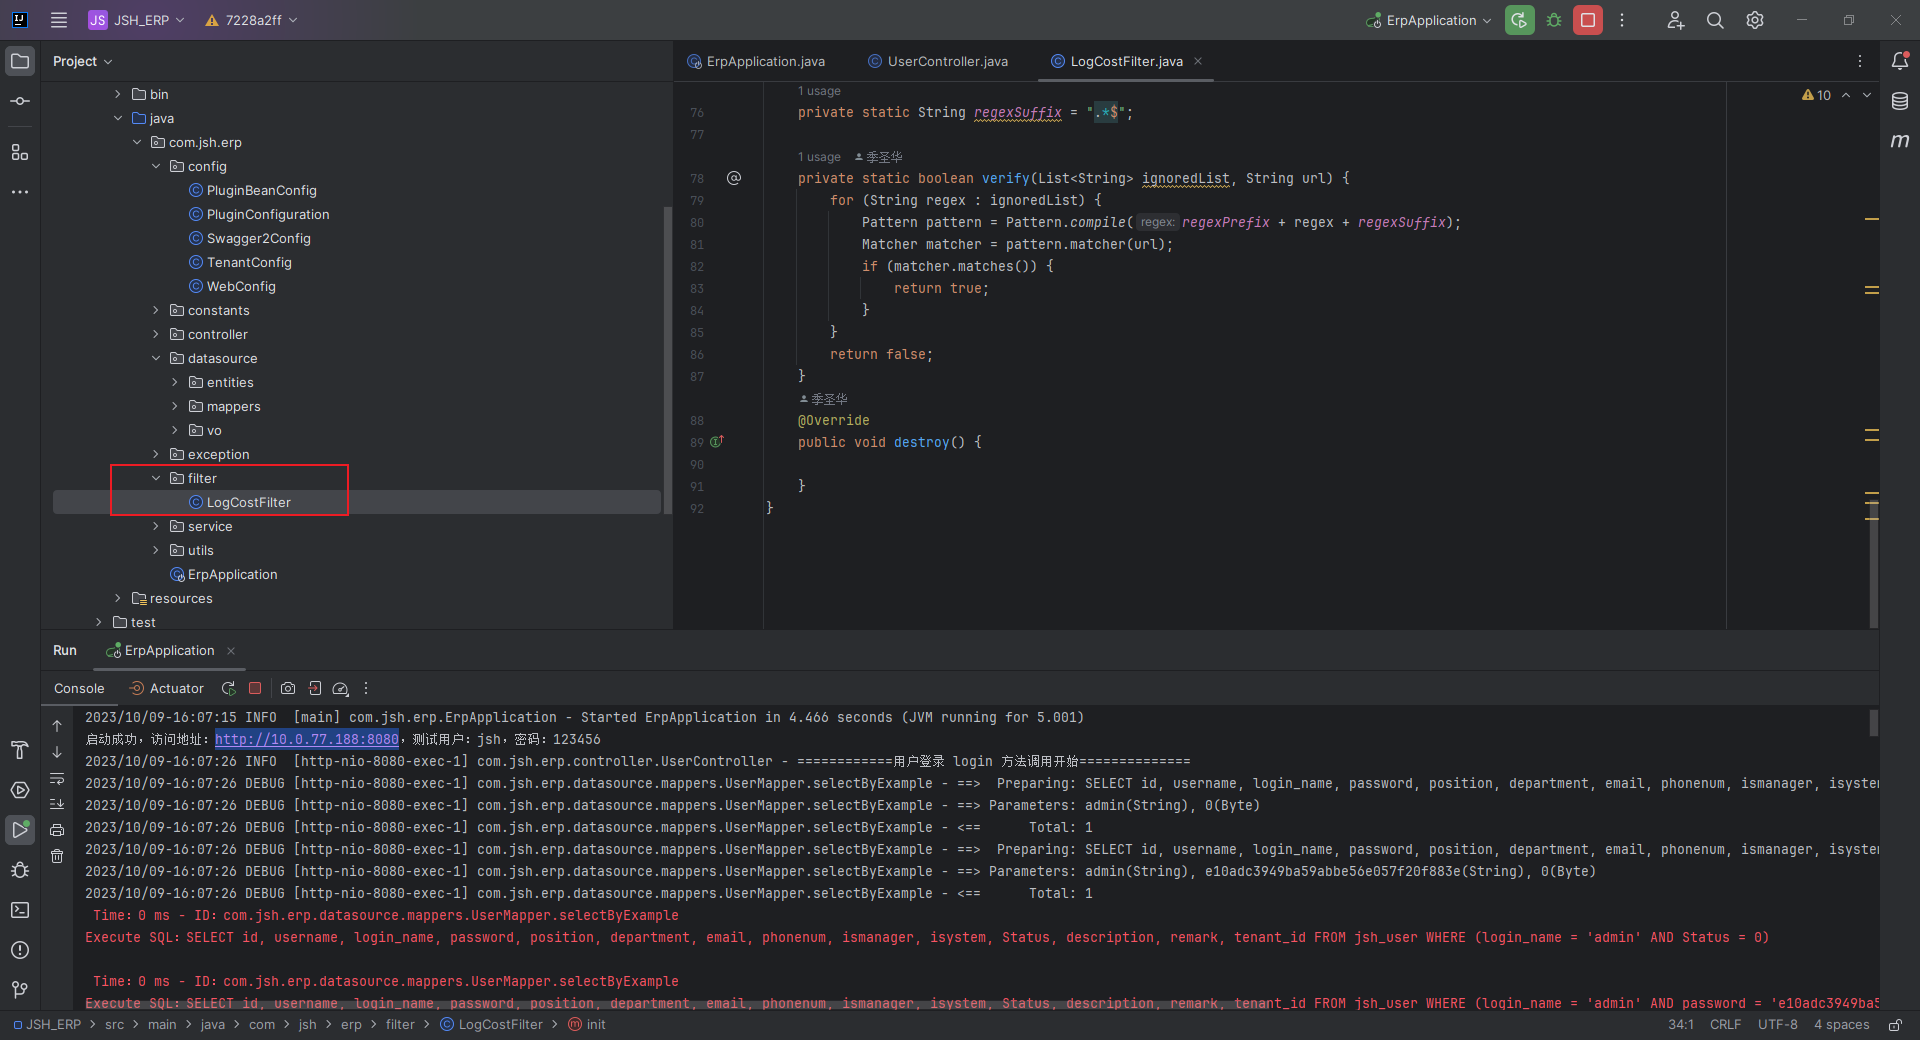 JS JSH_ERP 7228a2ff ErpApplication
Project
bin
java
com.jsh.erp
config
PluginBeanConfig
PluginConfiguration
Swagger2Config
TenantConfig
WebConfig
constants
controller
datasource
entities
mappers
vo
exception
filter
LogCostFilter
service
utils
ErpApplication
resources
test
ErpApplication.java UserController.java LogCostFilter.java
10
1 usage
76 private static String regexSuffix = ".*$";
77
1 usage 季圣华
78 private static boolean verify(List<String> ignoredList, String url) {
79 for (String regex : ignoredList) {
80 Pattern pattern = Pattern.compile( regex: regexPrefix + regex + regexSuffix);
81 Matcher matcher = pattern.matcher(url);
82 if (matcher.matches()) {
83 return true;
84 }
85 }
86 return false;
87 }
季圣华
88 @Override
89 public void destroy() {
90
91 }
92 }
Run ErpApplication
Console Actuator
2023/10/09-16:07:15 INFO [main] com.jsh.erp.ErpApplication - Started ErpApplication in 4.466 seconds (JVM running for 5.001)
启动成功，访问地址：http://10.0.77.188:8080，测试用户：jsh，密码：123456
2023/10/09-16:07:26 INFO [http-nio-8080-exec-1] com.jsh.erp.controller.UserController - ============用户登录 login 方法调用开始==============
2023/10/09-16:07:26 DEBUG [http-nio-8080-exec-1] com.jsh.erp.datasource.mappers.UserMapper.selectByExample - ==> Preparing: SELECT id, username, login_name, password, position, department, email, phonenum, ismanager, isyste
2023/10/09-16:07:26 DEBUG [http-nio-8080-exec-1] com.jsh.erp.datasource.mappers.UserMapper.selectByExample - ==> Parameters: admin(String), 0(Byte)
2023/10/09-16:07:26 DEBUG [http-nio-8080-exec-1] com.jsh.erp.datasource.mappers.UserMapper.selectByExample - <== Total: 1
2023/10/09-16:07:26 DEBUG [http-nio-8080-exec-1] com.jsh.erp.datasource.mappers.UserMapper.selectByExample - ==> Preparing: SELECT id, username, login_name, password, position, department, email, phonenum, ismanager, isyste
2023/10/09-16:07:26 DEBUG [http-nio-8080-exec-1] com.jsh.erp.datasource.mappers.UserMapper.selectByExample - ==> Parameters: admin(String), e10adc3949ba59abbe56e057f20f883e(String), 0(Byte)
2023/10/09-16:07:26 DEBUG [http-nio-8080-exec-1] com.jsh.erp.datasource.mappers.UserMapper.selectByExample - <== Total: 1
Time：0 ms - ID：com.jsh.erp.datasource.mappers.UserMapper.selectByExample
Execute SQL：SELECT id, username, login_name, password, position, department, email, phonenum, ismanager, isystem, Status, description, remark, tenant_id FROM jsh_user WHERE (login_name = 'admin' AND Status = 0)
Time：0 ms - ID：com.jsh.erp.datasource.mappers.UserMapper.selectByExample
Execute SQL：SELECT id, username, login_name, password, position, department, email, phonenum, ismanager, isystem, Status, description, remark, tenant_id FROM jsh_user WHERE (login_name = 'admin' AND password = 'e10adc3949ba5
JSH_ERP > src > main > java > com > jsh > erp > filter > LogCostFilter > init 34:1 CRLF UTF-8 4 spaces